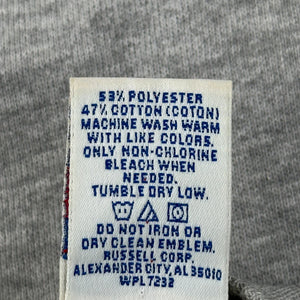 53% POLYESTER
47% COTTON (COTON)
MACHINE WASH WARM
WITH LIKE COLORS.
ONLY NON-CHLORINE
BLEACH WHEN
NEEDED.
TUMBLE DRY LOW.
DO NOT IRON OR
DRY CLEAN EMBLEM.
RUSSELL CORP.
ALEXANDER CITY, AL 35010
WPL 7232